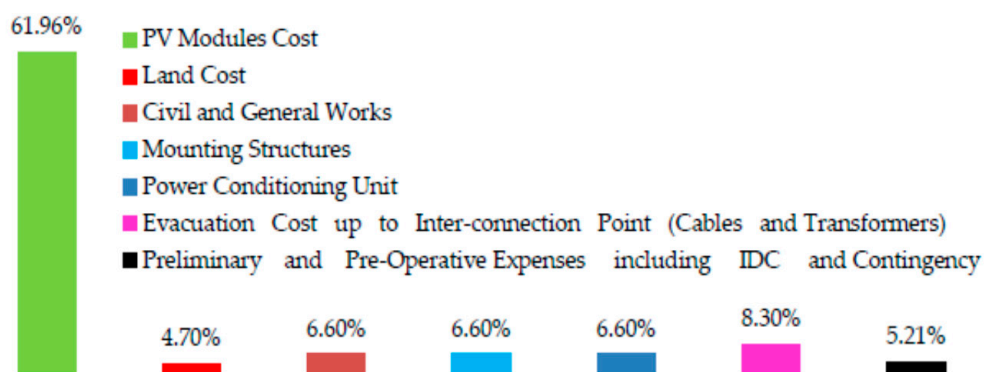 61.96%
PV Modules Cost
Land Cost
Civil and General Works
Mounting Structures
Power Conditioning Unit
Evacuation Cost up to Inter-connection Point (Cables and Transformers)
Preliminary and Pre-Operative Expenses including IDC and Contingency
4.70%
6.60%
6.60%
6.60%
8.30%
5.21%